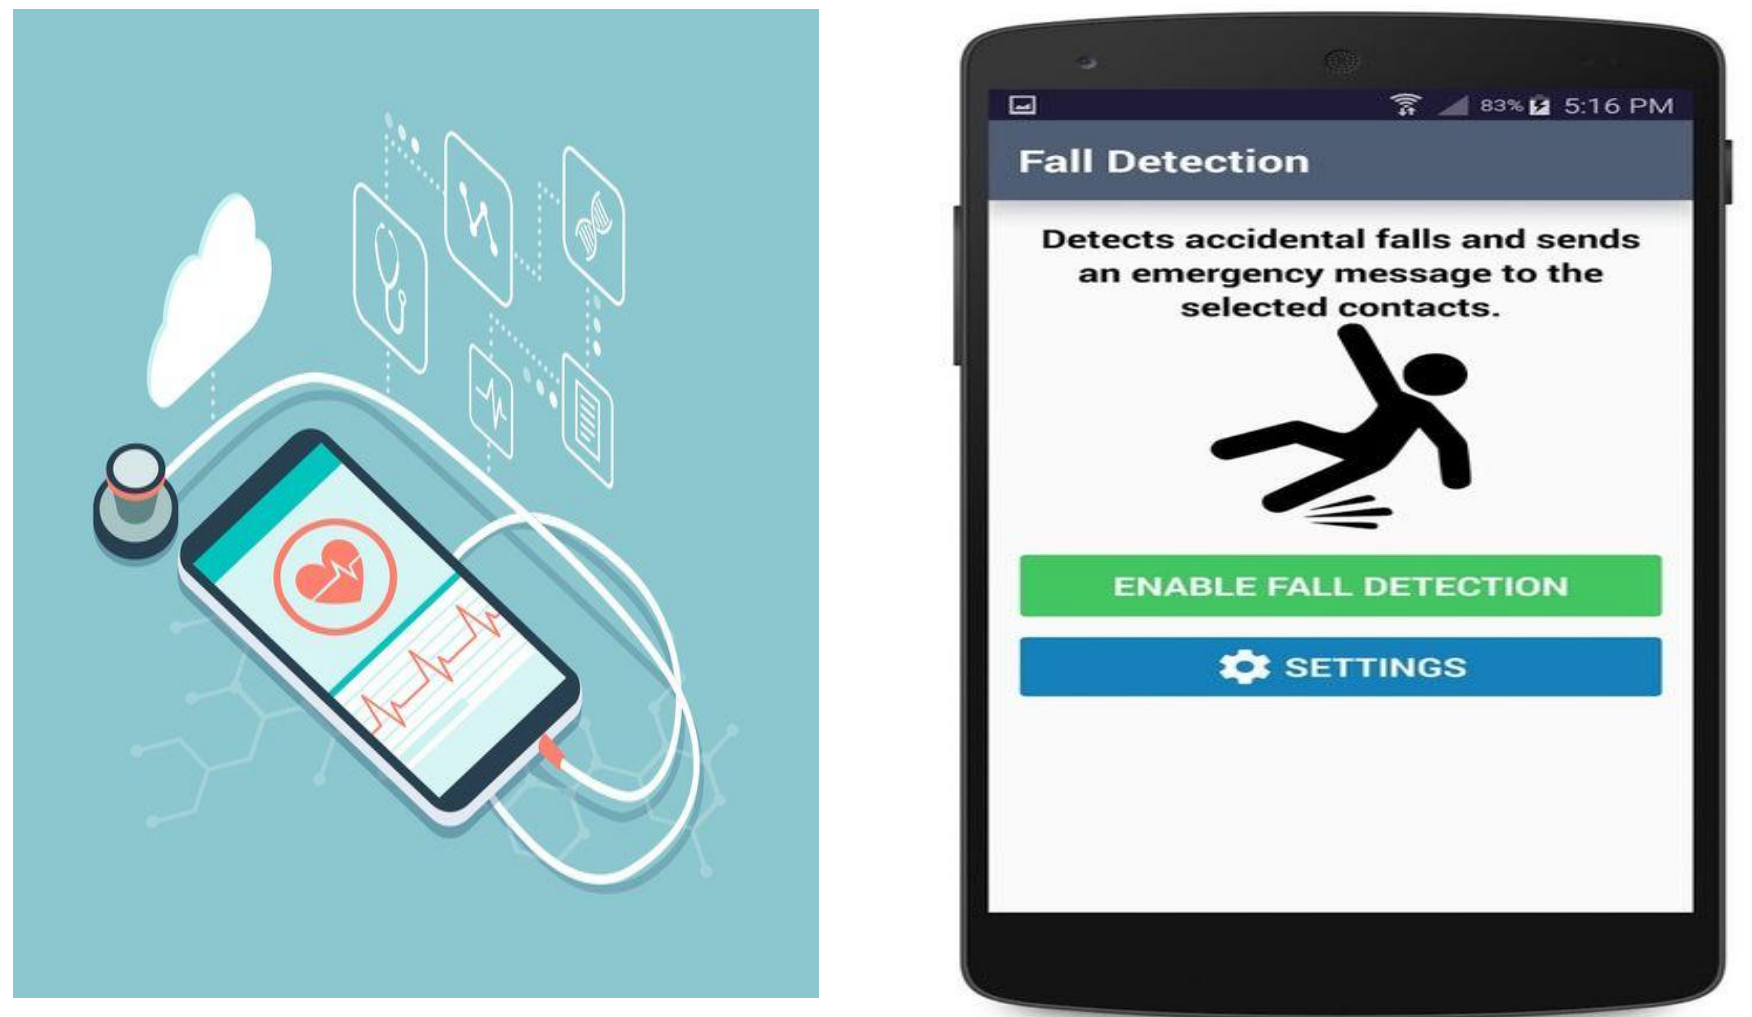 83% 5:16 PM
Fall Detection
Detects accidental falls and sends
an emergency message to the
selected contacts.
ENABLE FALL DETECTION
SETTINGS